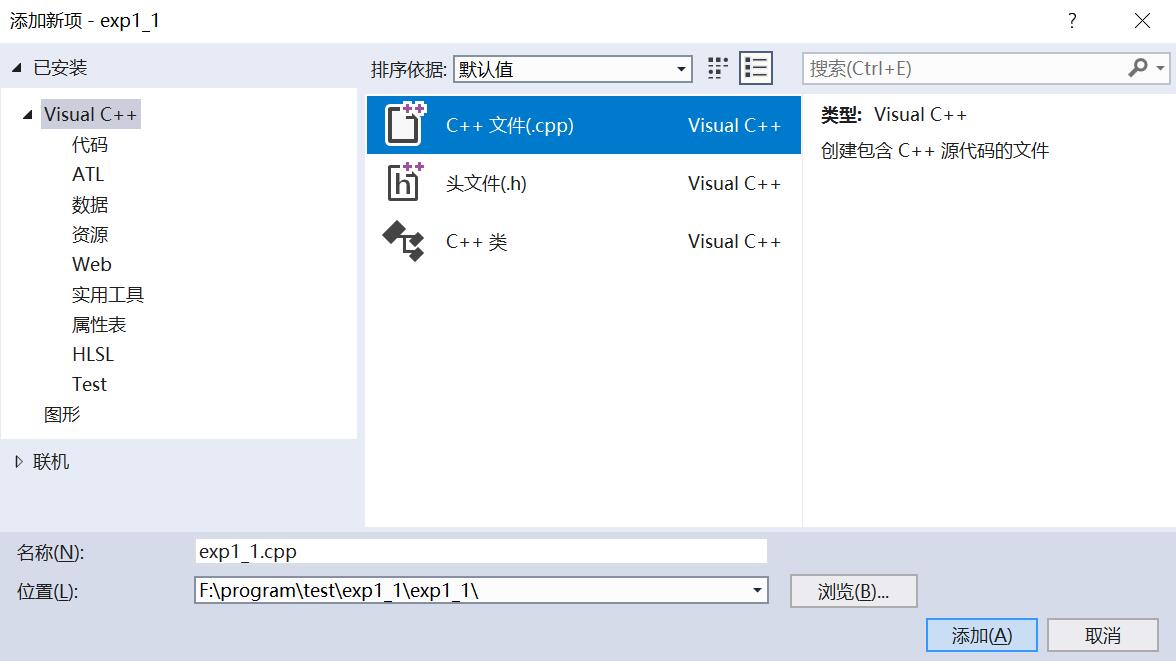 添加新项 - exp1_1
?
已安装
排序依据: 默认值
搜索(Ctrl+E)
Visual C++
代码
ATL
数据
资源
Web
实用工具
属性表
HLSL
Test
图形
联机
C++ 文件(.cpp) Visual C++
头文件(.h) Visual C++
C++ 类 Visual C++
类型: Visual C++
创建包含 C++ 源代码的文件
名称(N): exp1_1.cpp
位置(L): F:\program\test\exp1_1\exp1_1\
浏览(B)...
添加(A) 取消